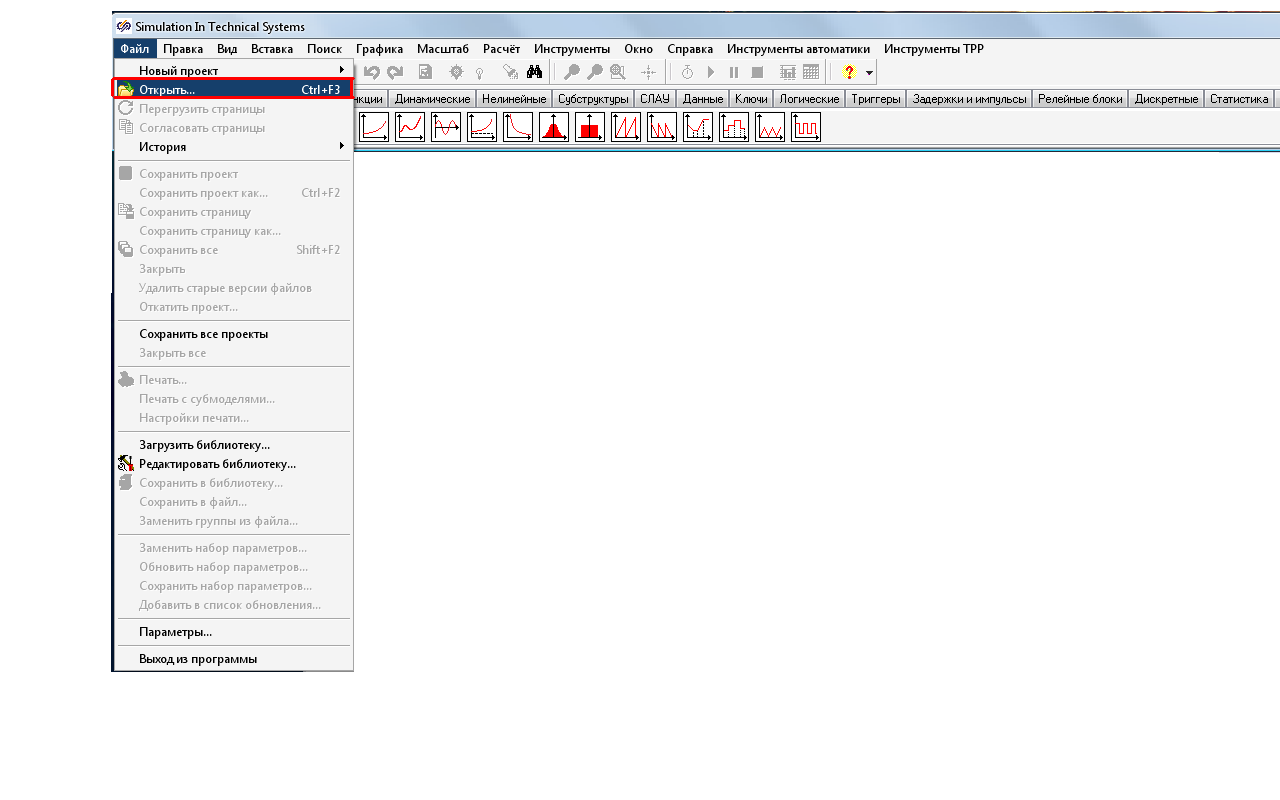 Simulation In Technical Systems
Файл Правка Вид Вставка Поиск Графика Масштаб Расчёт Инструменты Окно Справка Инструменты автоматики Инструменты ТРР
Новый проект
Открыть... Ctrl+F3
Динамические Нелинейные Субструктуры СЛАУ Данные Ключи Логические Триггеры Задержки и импульсы Релейные блоки Дискретные Статистика
Перегрузить страницы
Согласовать страницы
История
Сохранить проект
Сохранить проект как... Ctrl+F2
Сохранить страницу
Сохранить страницу как...
Сохранить все Shift+F2
Закрыть
Удалить старые версии файлов
Откатить проект...
Сохранить все проекты
Закрыть все
Печать...
Печать с субмоделями...
Настройки печати...
Загрузить библиотеку...
Редактировать библиотеку...
Сохранить в библиотеку...
Сохранить в файл...
Заменить группы из файла...
Заменить набор параметров...
Обновить набор параметров...
Сохранить набор параметров...
Добавить в список обновления...
Параметры...
Выход из программы